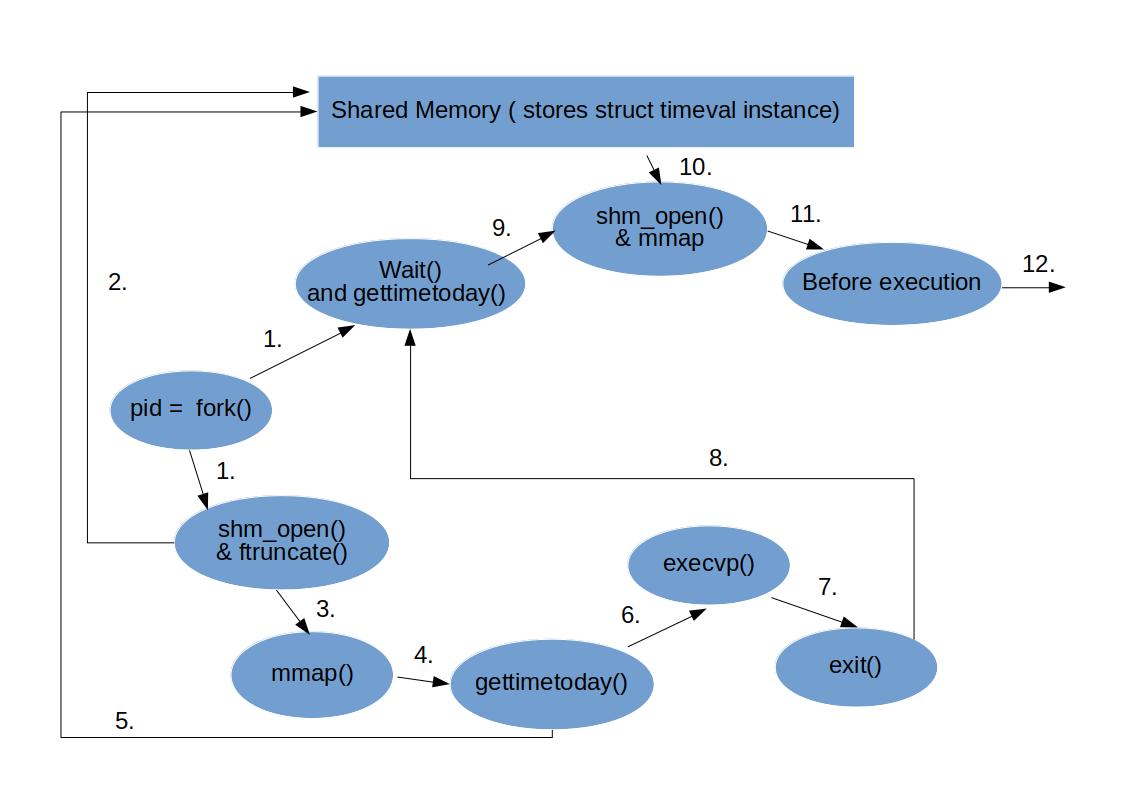 Shared Memory ( stores struct timeval instance)
10.
shm_open()
& mmap
11.
9.
Wait()
and gettimetoday()
Before execution
12.
2.
1.
pid =  fork()
1.
8.
shm_open()
& ftruncate()
execvp()
7.
3.
6.
4.
mmap()
gettimetoday()
exit()
5.